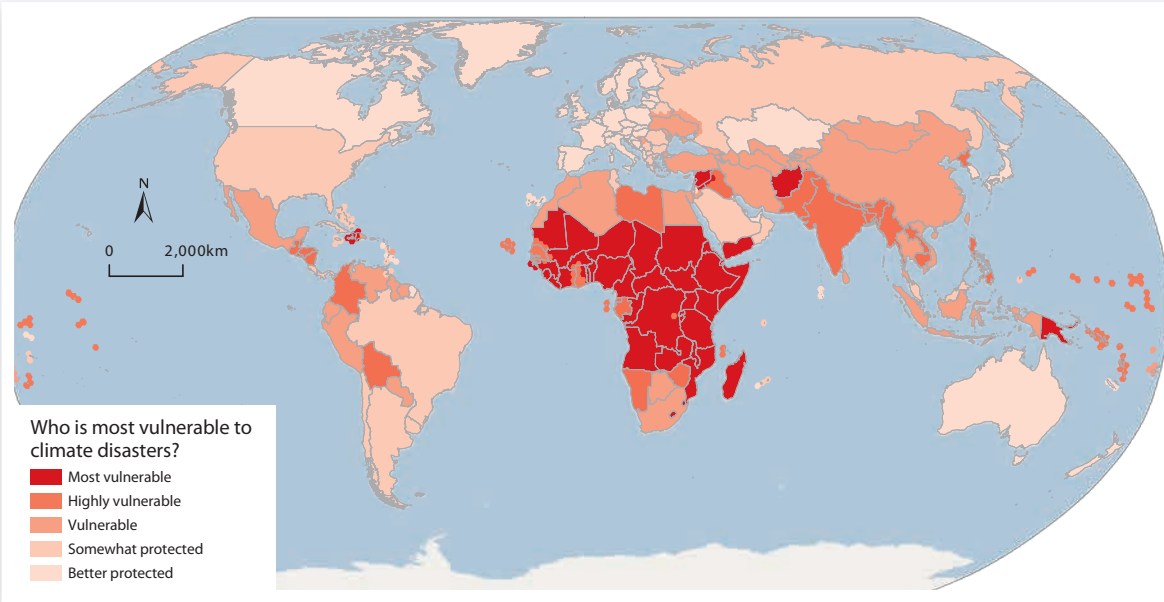 N
0 2,000km
Who is most vulnerable to
climate disasters?
Most vulnerable
Highly vulnerable
Vulnerable
Somewhat protected
Better protected